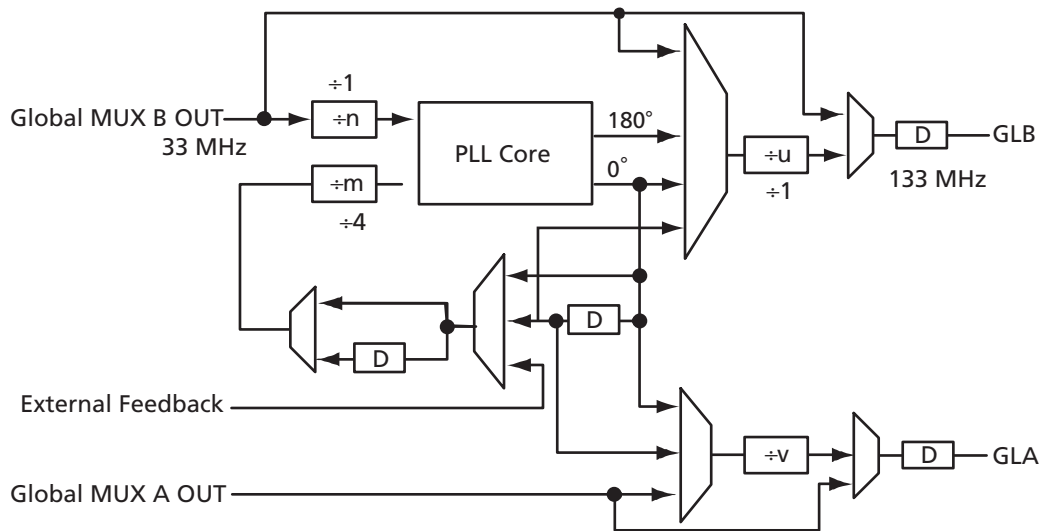 ÷1
Global MUX B OUT
÷n
33 MHz
PLL Core
180°
0°
÷m
÷4
÷u
÷1
D
GLB
133 MHz
D
D
External Feedback
÷v
D
GLA
Global MUX A OUT